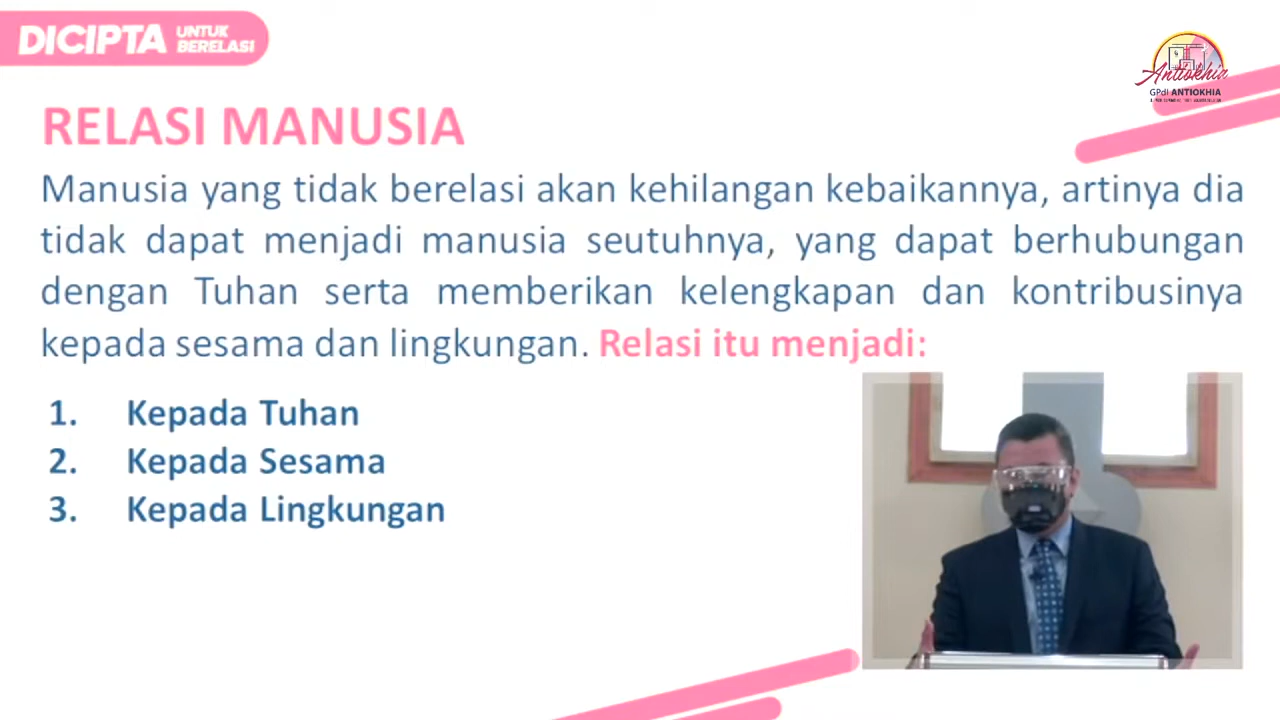 DICIPTA UNTUK BERELASI
Antiokhia
GPdI ANTIOKHIA
RELASI MANUSIA
Manusia yang tidak berelasi akan kehilangan kebaikannya, artinya dia
tidak dapat menjadi manusia seutuhnya, yang dapat berhubungan
dengan Tuhan serta memberikan kelengkapan dan kontribusinya
kepada sesama dan lingkungan. Relasi itu menjadi:
1. Kepada Tuhan
2. Kepada Sesama
3. Kepada Lingkungan